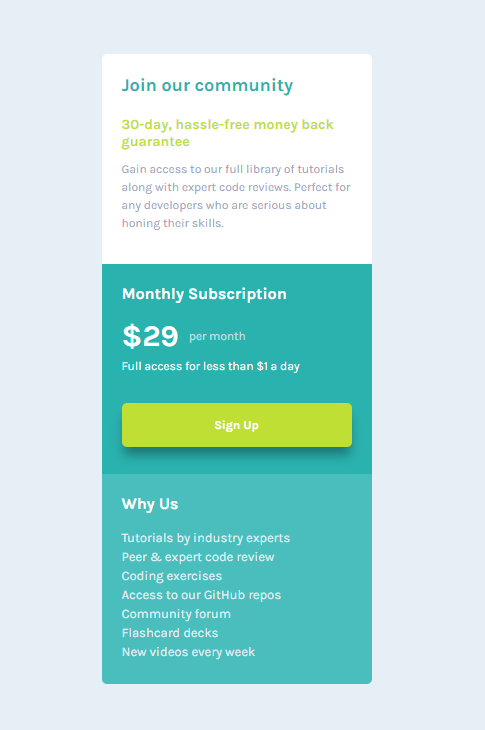 Join our community
30-day, hassle-free money back
guarantee
Gain access to our full library of tutorials
along with expert code reviews. Perfect for
any developers who are serious about
honing their skills.
Monthly Subscription
$29 per month
Full access for less than $1 a day
Sign Up
Why Us
Tutorials by industry experts
Peer & expert code review
Coding exercises
Access to our GitHub repos
Community forum
Flashcard decks
New videos every week